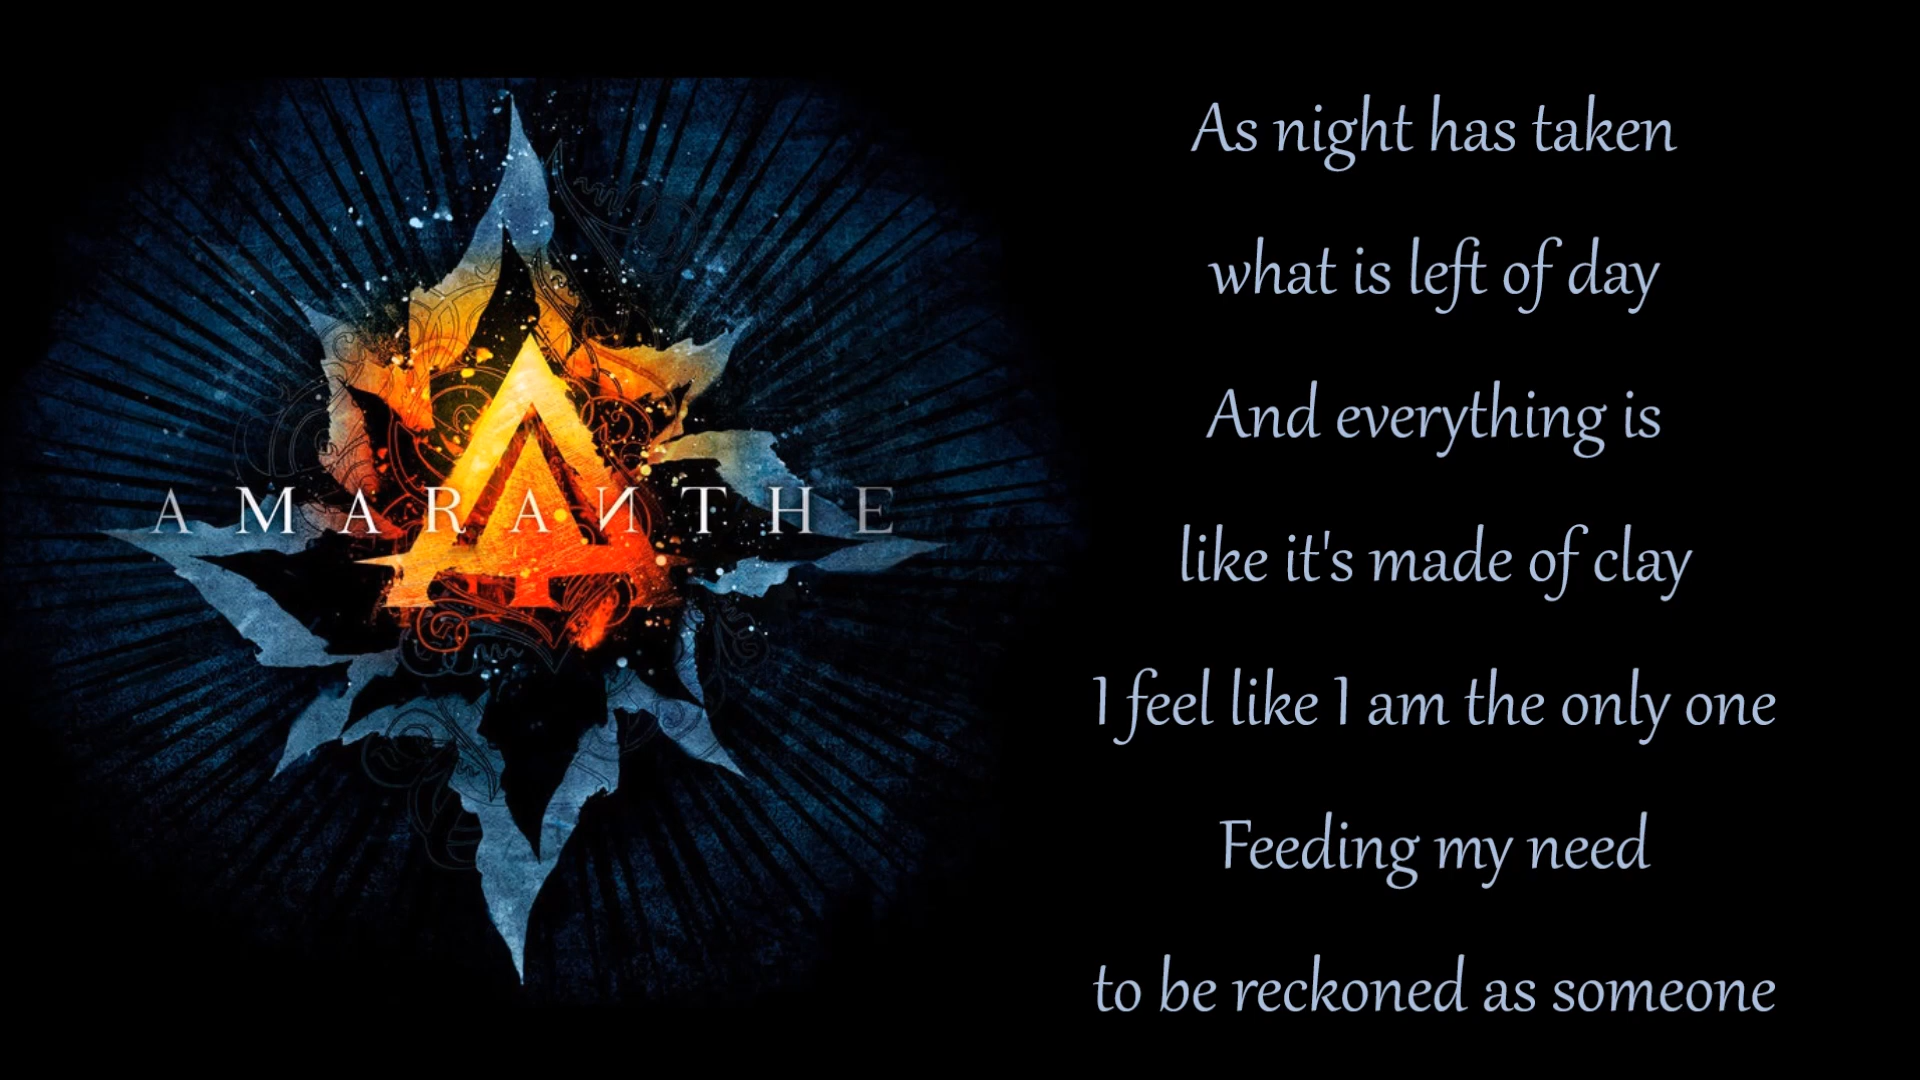 AMARANTHE
As night has taken
what is left of day
And everything is
like it's made of clay
I feel like I am the only one
Feeding my need
to be reckoned as someone